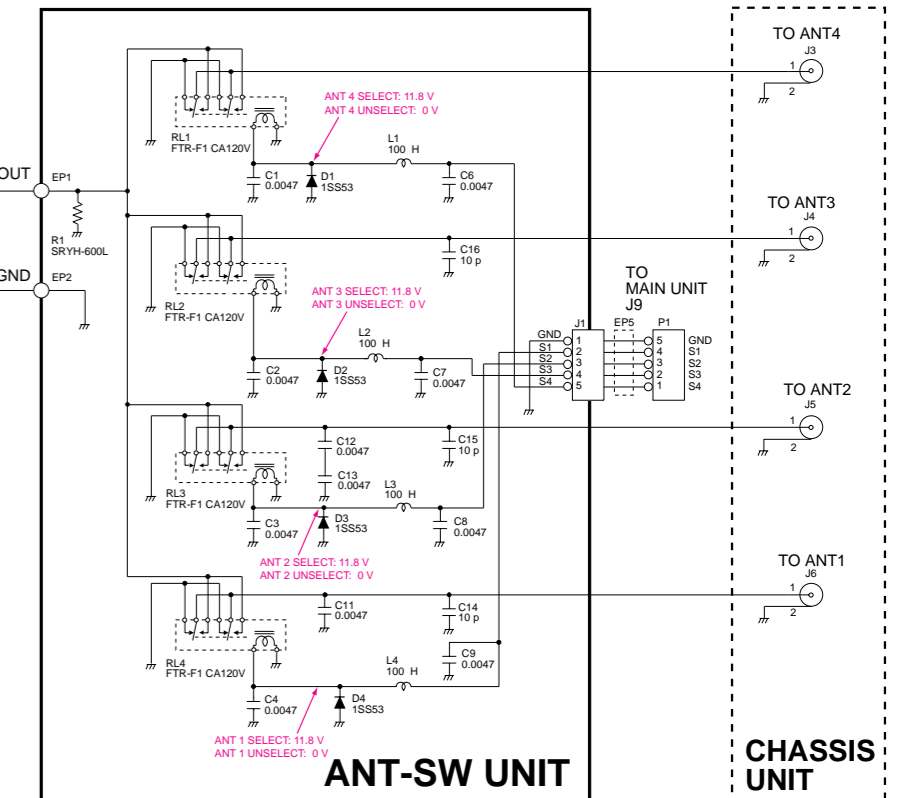 TO ANT4
J3
1
2
ANT 4 SELECT: 11.8 V
ANT 4 UNSELECT: 0 V
RL1
FTR-F1 CA120V
L1
100 H
C1
0.0047
D1
1SS53
C6
0.0047
OUT
EP1
R1
SRYH-600L
TO ANT3
J4
1
2
C16
10 p
GND
EP2
RL2
FTR-F1 CA120V
ANT 3 SELECT: 11.8 V
ANT 3 UNSELECT: 0 V
L2
100 H
C2
0.0047
D2
1SS53
C7
0.0047
TO
MAIN UNIT
J9
J1
EP5
P1
GND 1 5 GND
S1 2 4 S1
S2 3 3 S2
S3 4 2 S3
S4 5 1 S4
TO ANT2
J5
1
2
C12
0.0047
C15
10 p
C13
0.0047
RL3
FTR-F1 CA120V
L3
100 H
C3
0.0047
D3
1SS53
C8
0.0047
ANT 2 SELECT: 11.8 V
ANT 2 UNSELECT: 0 V
TO ANT1
J6
1
2
C11
0.0047
C14
10 p
RL4
FTR-F1 CA120V
C9
0.0047
L4
100 H
C4
0.0047
D4
1SS53
ANT 1 SELECT: 11.8 V
ANT 1 UNSELECT: 0 V
ANT-SW UNIT
CHASSIS
UNIT